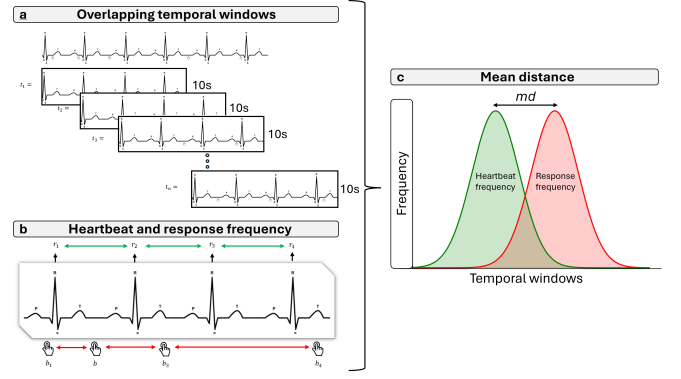 a Overlapping temporal windows
t₁ =
10s
t₂ =
10s
t₃ =
10s
tₙ =
10s
b Heartbeat and response frequency
r₁ r₂ r₃ r₄
R R R R
P T P T P T P T
b₁ b b₃ b₄
c Mean distance
md
Frequency
Heartbeat frequency
Response frequency
Temporal windows